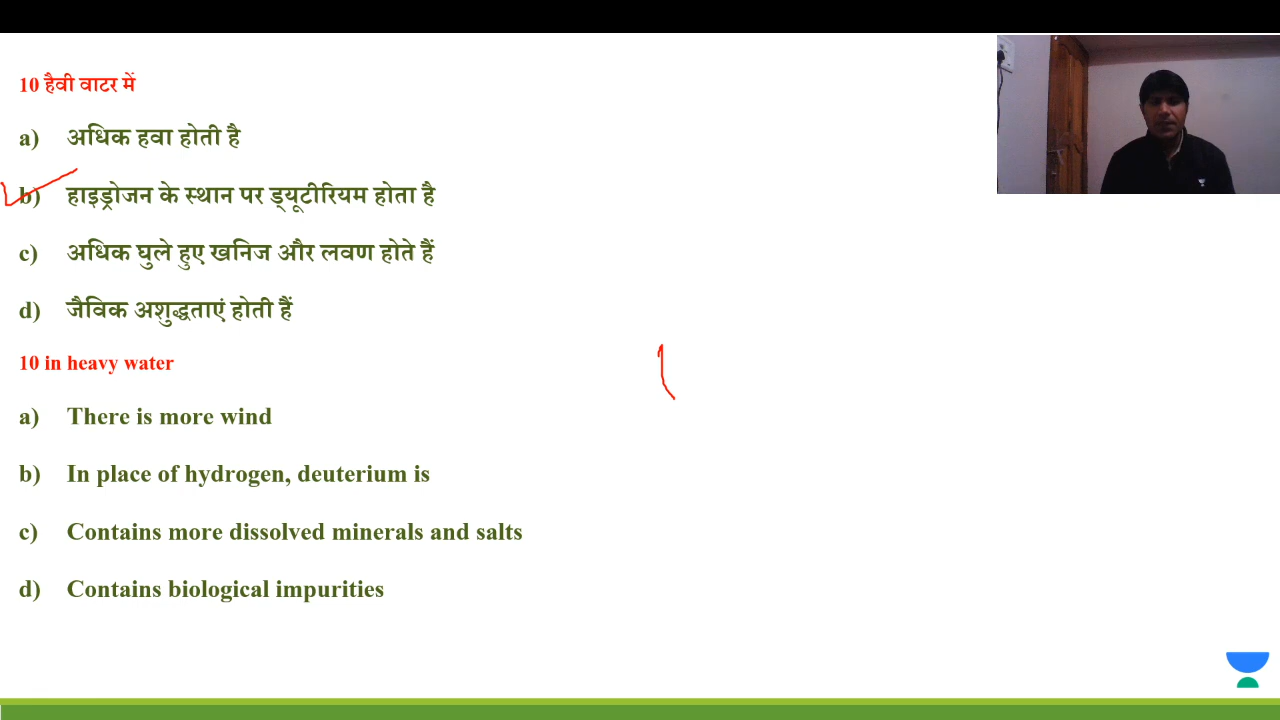 10 हैवी वाटर में
a) अधिक हवा होती है
b) हाइड्रोजन के स्थान पर ड्यूटीरियम होता है
c) अधिक घुले हुए खनिज और लवण होते हैं
d) जैविक अशुद्धताएं होती हैं
10 in heavy water
a) There is more wind
b) In place of hydrogen, deuterium is
c) Contains more dissolved minerals and salts
d) Contains biological impurities